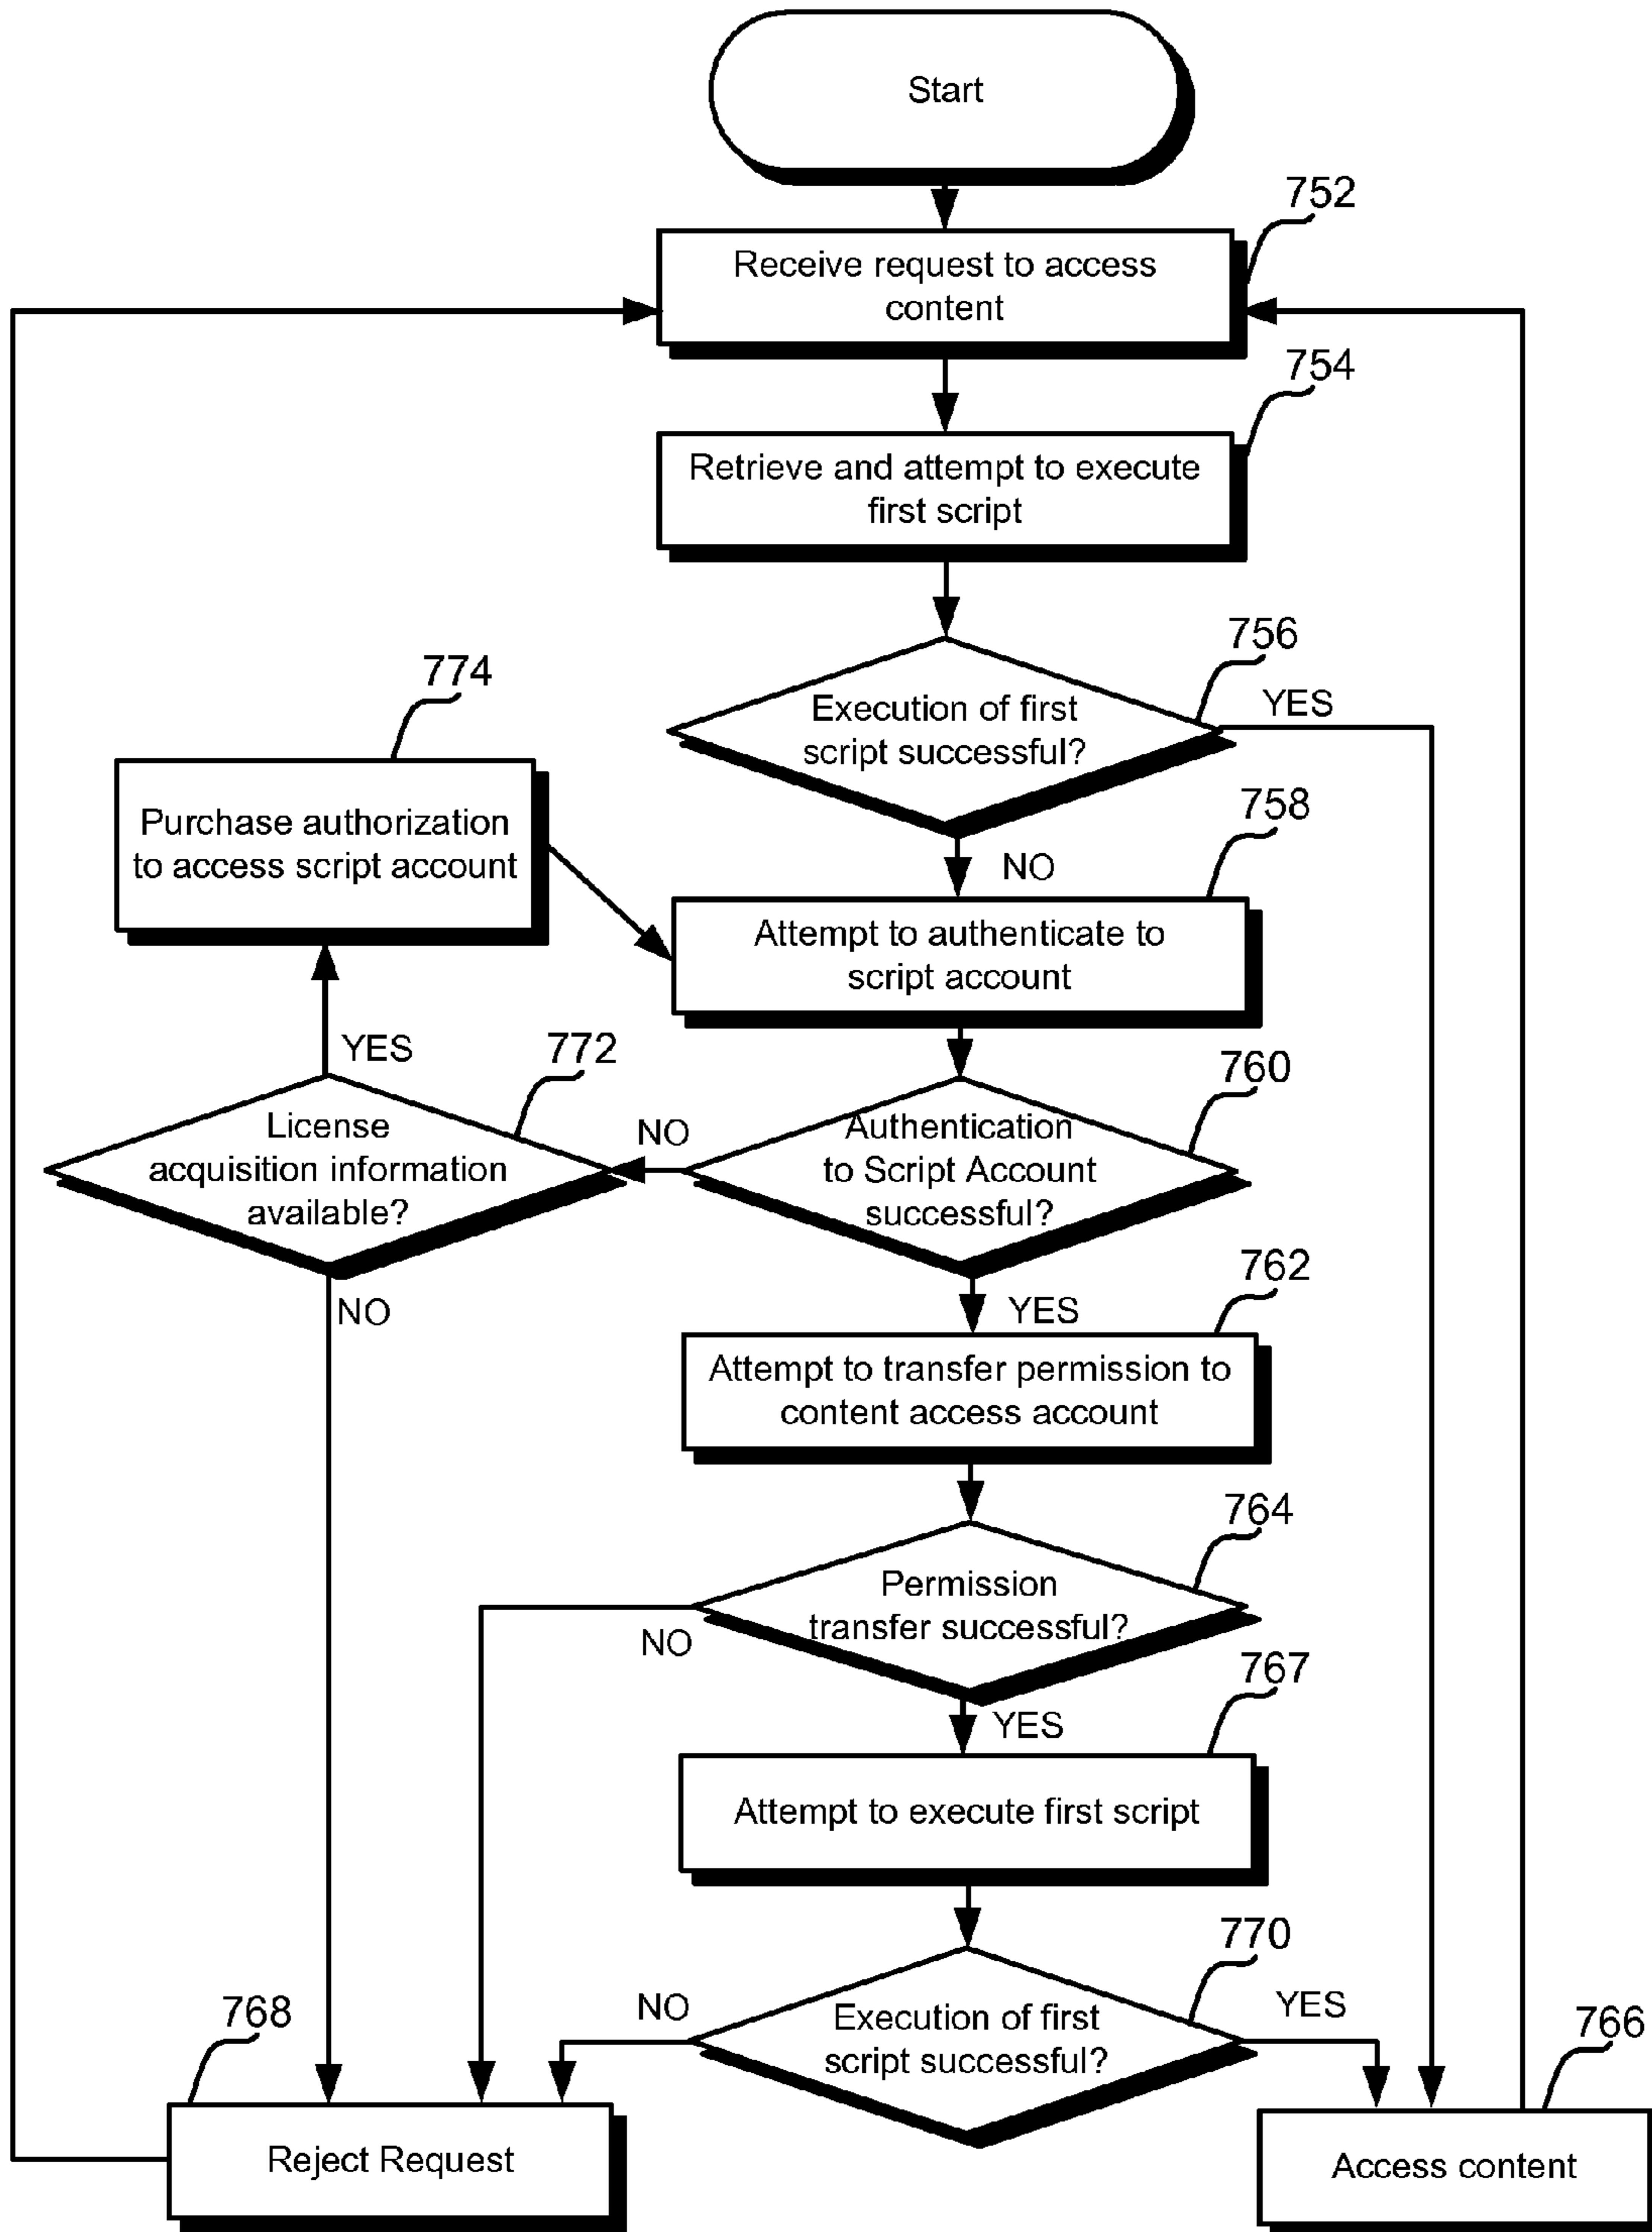 Start
752
Receive request to access
content
754
Retrieve and attempt to execute
first script
756
Execution of first
script successful?
YES
NO
774
Purchase authorization
to access script account
758
Attempt to authenticate to
script account
YES
772
License
acquisition information
available?
NO
NO
760
Authentication
to Script Account
successful?
YES
762
Attempt to transfer permission to
content access account
764
Permission
transfer successful?
NO
YES
767
Attempt to execute first script
770
Execution of first
script successful?
NO
YES
768
Reject Request
766
Access content